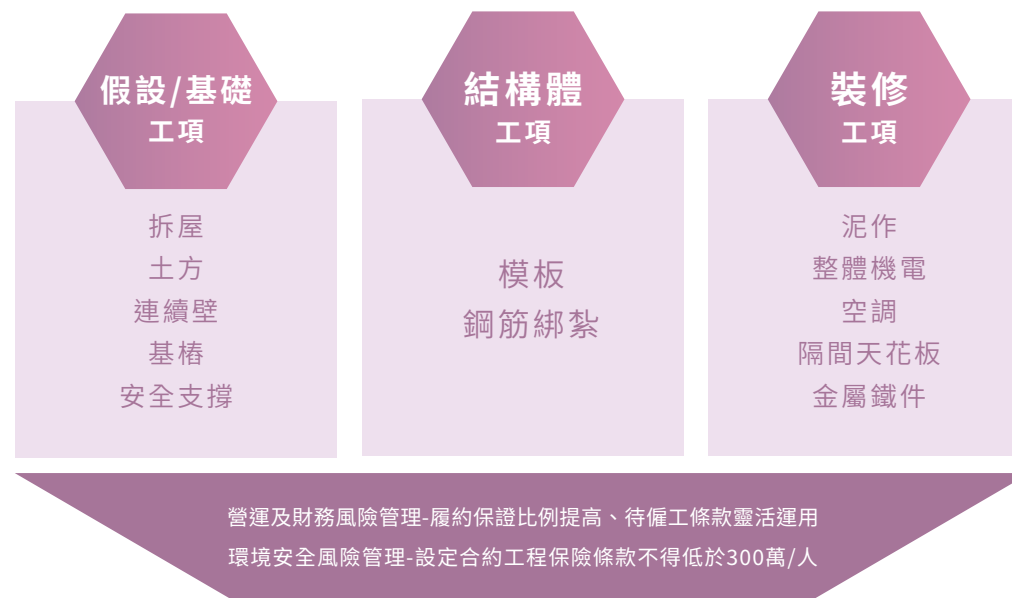 假設/基礎
工項
拆屋
土方
連續壁
基樁
安全支撐
結構體
工項
模板
鋼筋綁紮
裝修
工項
泥作
整體機電
空調
隔間天花板
金屬鐵件
營運及財務風險管理-履約保證比例提高、待僱工條款靈活運用
環境安全風險管理-設定合約工程保險條款不得低於300萬/人